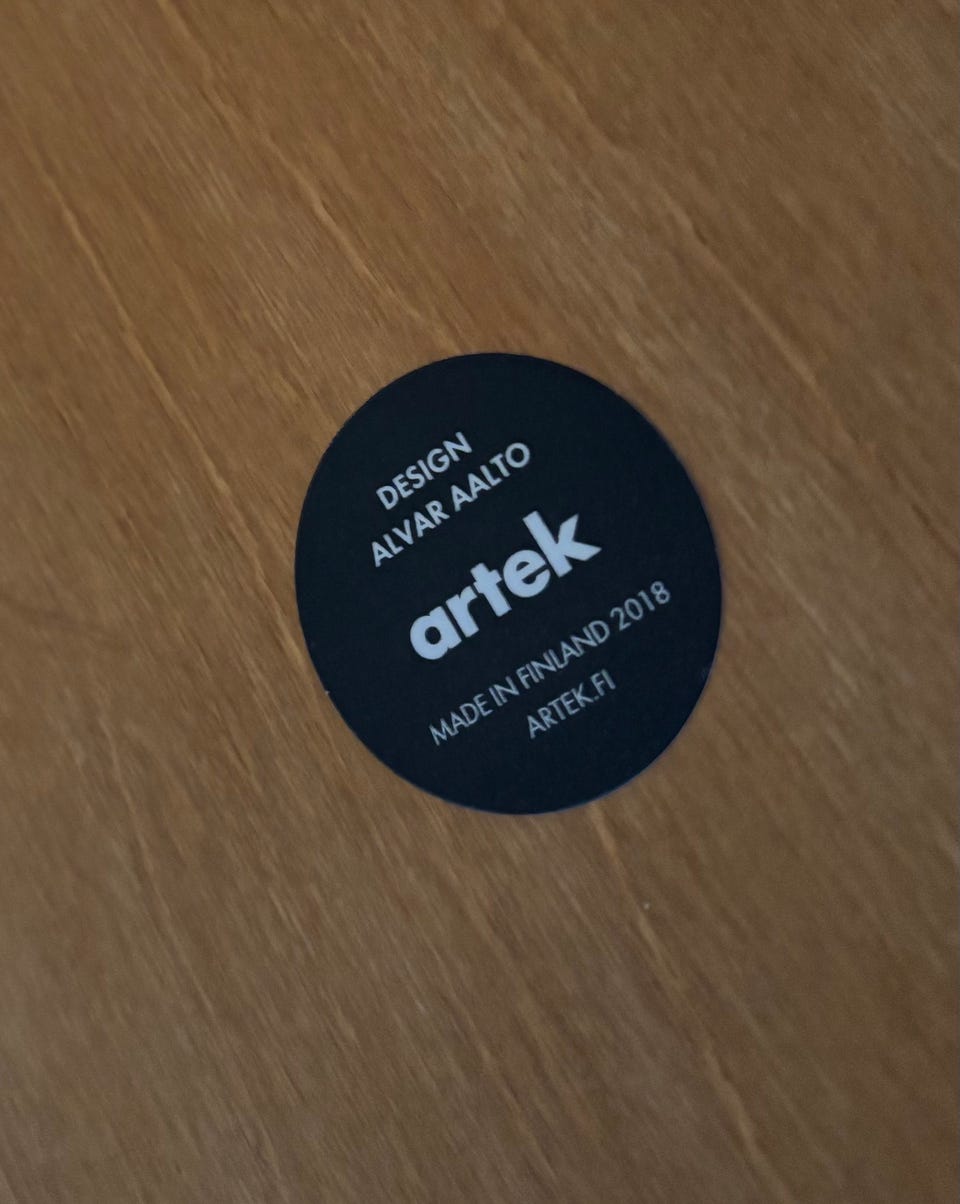 DESIGN
ALVAR AALTO
artek
MADE IN FINLAND 2018
ARTEK.FI